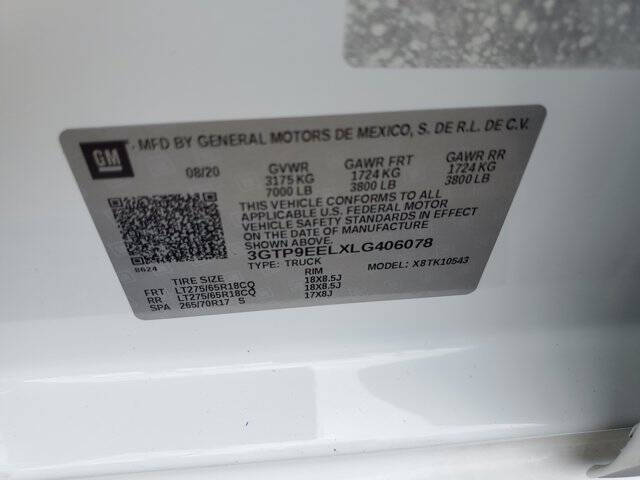 GM
MFD BY GENERAL MOTORS DE MEXICO, S. DE R.L. DE C.V.
08/20 GVWR GAWR FRT GAWR RR
3175 KG 1724 KG 1724 KG
7000 LB 3800 LB 3800 LB
THIS VEHICLE CONFORMS TO ALL
APPLICABLE U.S. FEDERAL MOTOR
VEHICLE SAFETY STANDARDS IN EFFECT
ON THE DATE OF MANUFACTURE
SHOWN ABOVE.
3GTP9EELXLG406078
8624
TYPE: TRUCK MODEL: X8TK10543
TIRE SIZE RIM
FRT LT275/65R18CQ 18X8.5J
RR LT275/65R18CQ 18X8.5J
SPA 265/70R17 S 17X8J